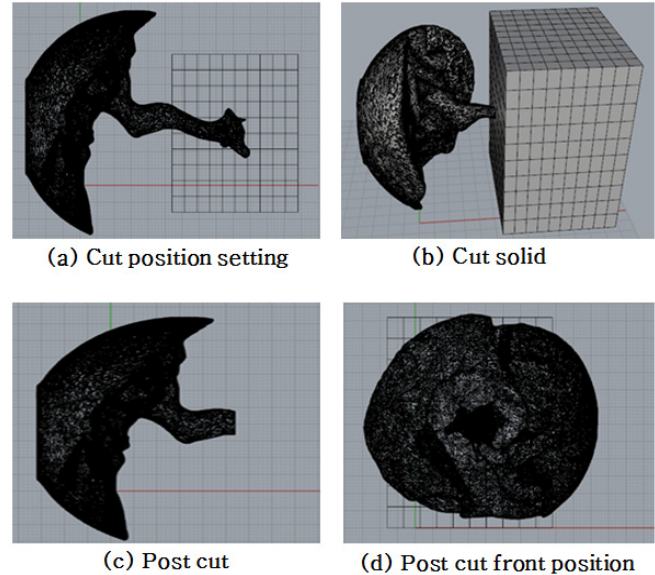 (a) Cut position setting
(b) Cut solid
(c) Post cut
(d) Post cut front position